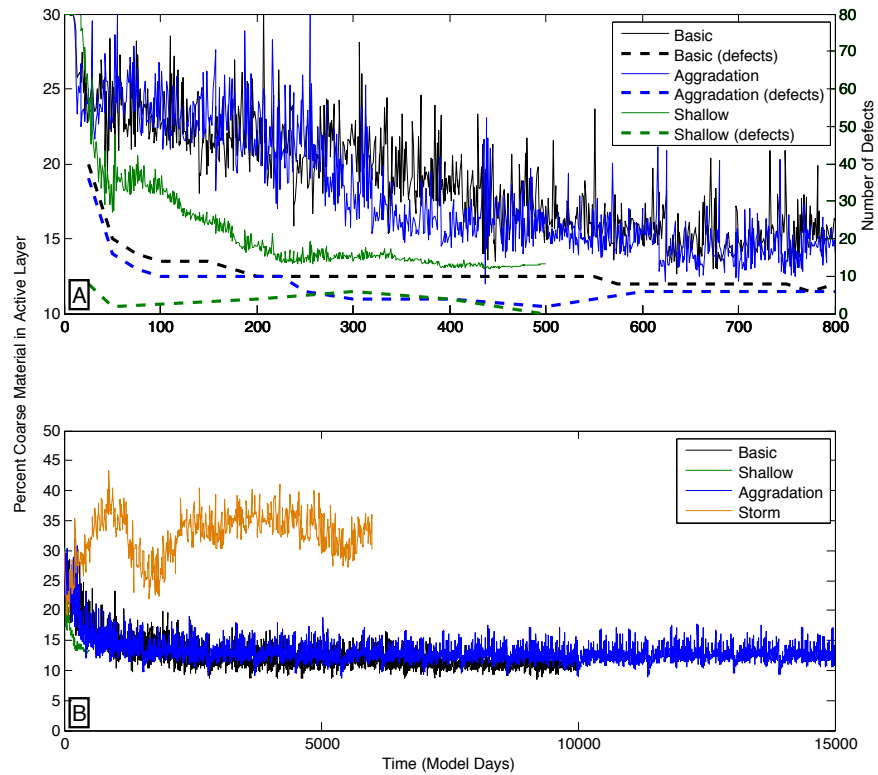 30
25
20
15
10
80
70
60
50
40
30
20
10
0
Basic
Basic (defects)
Aggradation
Aggradation (defects)
Shallow
Shallow (defects)
A
0
100
200
300
400
500
600
700
800
Number of Defects
Percent Coarse Material in Active Layer
50
45
40
35
30
25
20
15
10
5
0
Basic
Shallow
Aggradation
Storm
B
0
5000
10000
15000
Time (Model Days)